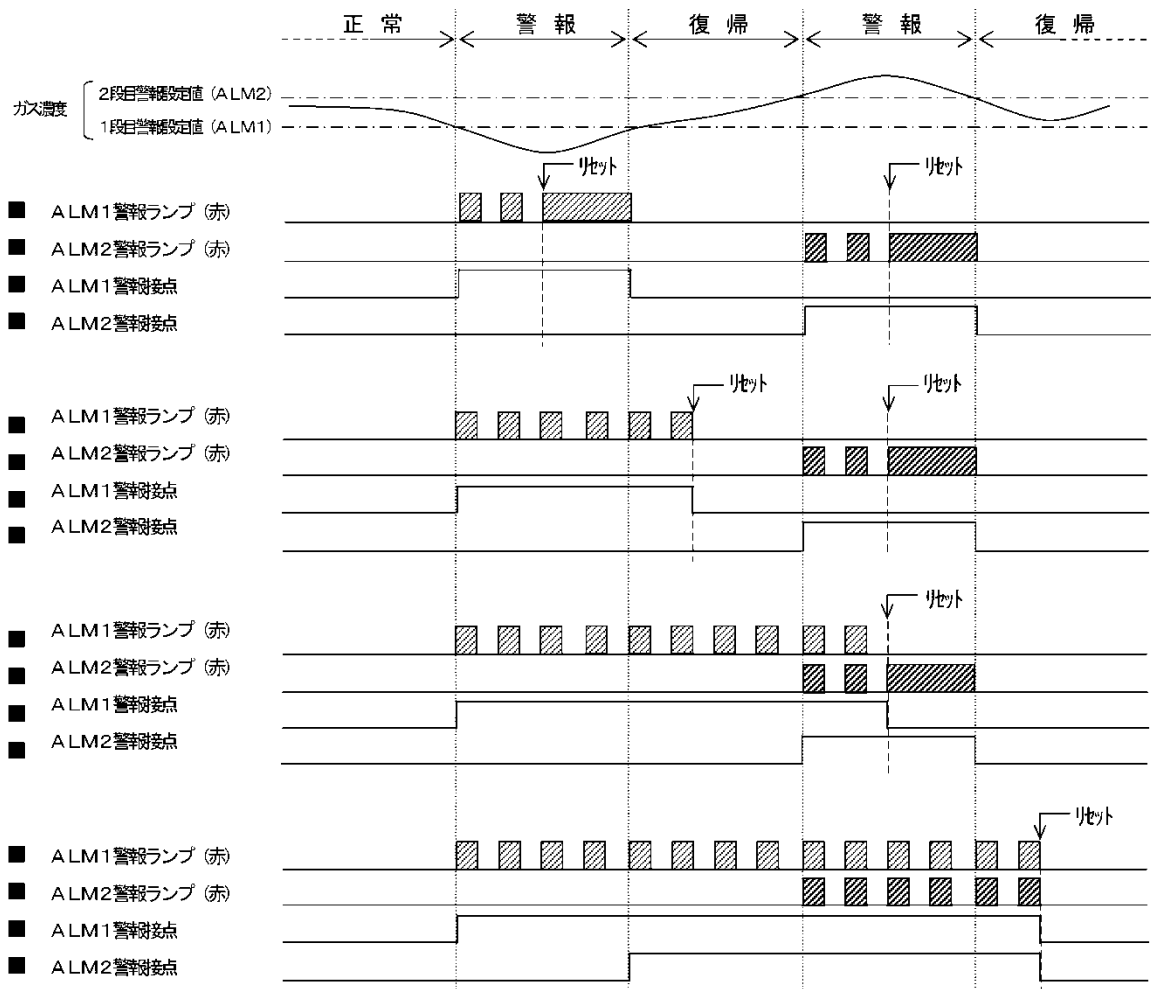 正常 警報 復帰 警報 復帰
ガス濃度
2段目警報設定値(ALM2)
1段目警報設定値(ALM1)
リセット リセット
■ ALM1警報ランプ(赤)
■ ALM2警報ランプ(赤)
■ ALM1警報接点
■ ALM2警報接点
リセット リセット
■ ALM1警報ランプ(赤)
■ ALM2警報ランプ(赤)
■ ALM1警報接点
■ ALM2警報接点
リセット
■ ALM1警報ランプ(赤)
■ ALM2警報ランプ(赤)
■ ALM1警報接点
■ ALM2警報接点
リセット
■ ALM1警報ランプ(赤)
■ ALM2警報ランプ(赤)
■ ALM1警報接点
■ ALM2警報接点